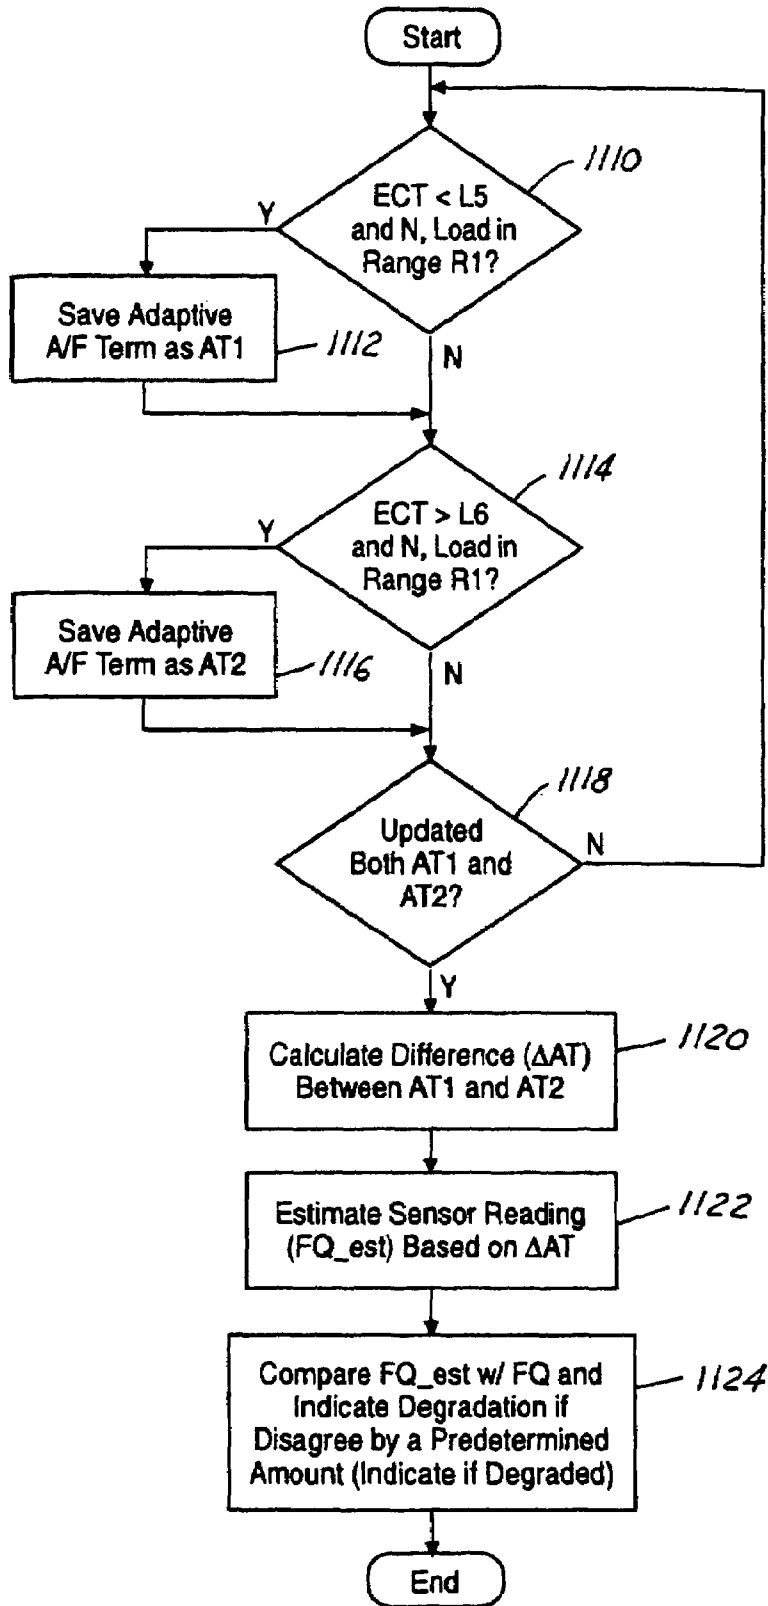 Start
1110
ECT < L5
and N, Load in
Range R1?
Y
Save Adaptive
A/F Term as AT1
1112
N
1114
ECT > L6
and N, Load in
Range R1?
Y
Save Adaptive
A/F Term as AT2
1116
N
1118
Updated
Both AT1 and
AT2?
N
Y
Calculate Difference (ΔAT)
Between AT1 and AT2
1120
Estimate Sensor Reading
(FQ_est) Based on ΔAT
1122
Compare FQ_est w/ FQ and
Indicate Degradation if
Disagree by a Predetermined
Amount (Indicate if Degraded)
1124
End